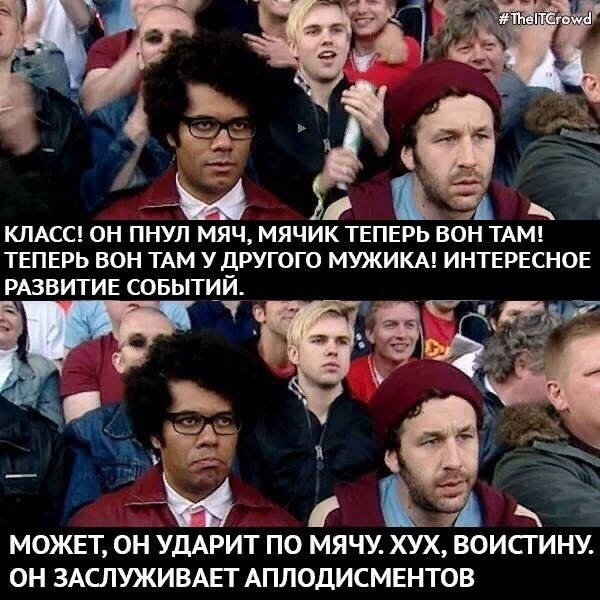 #TheITCrowd
КЛАСС! ОН ПНУЛ МЯЧ, МЯЧИК ТЕПЕРЬ ВОН ТАМ!
ТЕПЕРЬ ВОН ТАМ У ДРУГОГО МУЖИКА! ИНТЕРЕСНОЕ
РАЗВИТИЕ СОБЫТИЙ.
МОЖЕТ, ОН УДАРИТ ПО МЯЧУ. ХУХ, ВОИСТИНУ.
ОН ЗАСЛУЖИВАЕТ АПЛОДИСМЕНТОВ